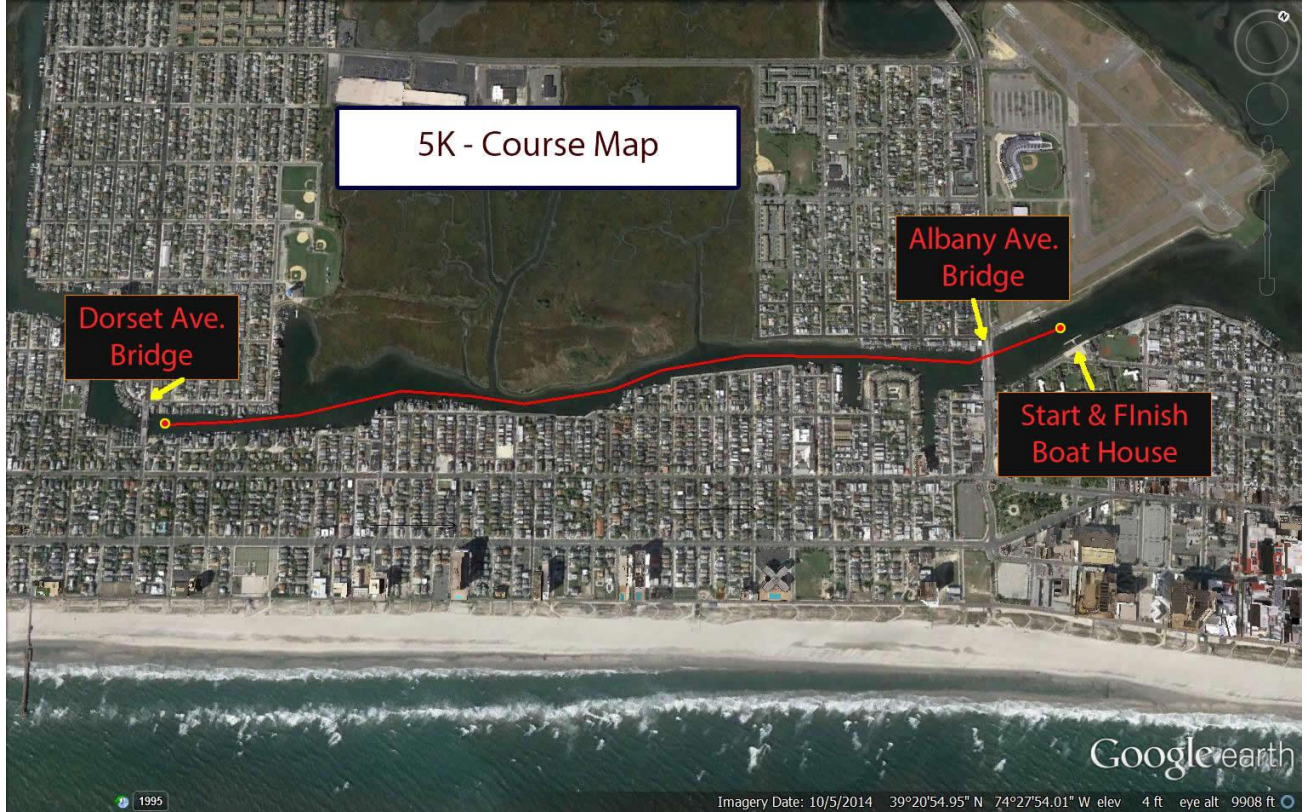 N
5K - Course Map
Albany Ave.
Bridge
Dorset Ave.
Bridge
Start & FInish
Boat House
Google earth
1995
Imagery Date: 10/5/2014 39°20'54.95" N 74°27'54.01" W elev 4 ft eye alt 9908 ft